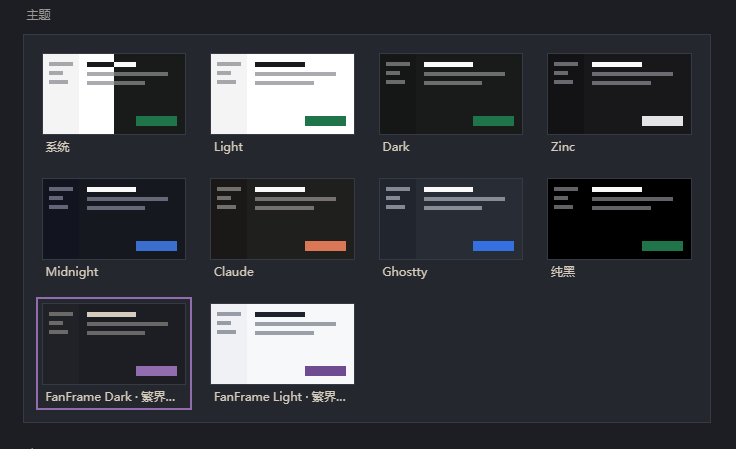 主题
系统
Light
Dark
Zinc
Midnight
Claude
Ghostty
纯黑
FanFrame Dark · 繁界...
FanFrame Light · 繁界...